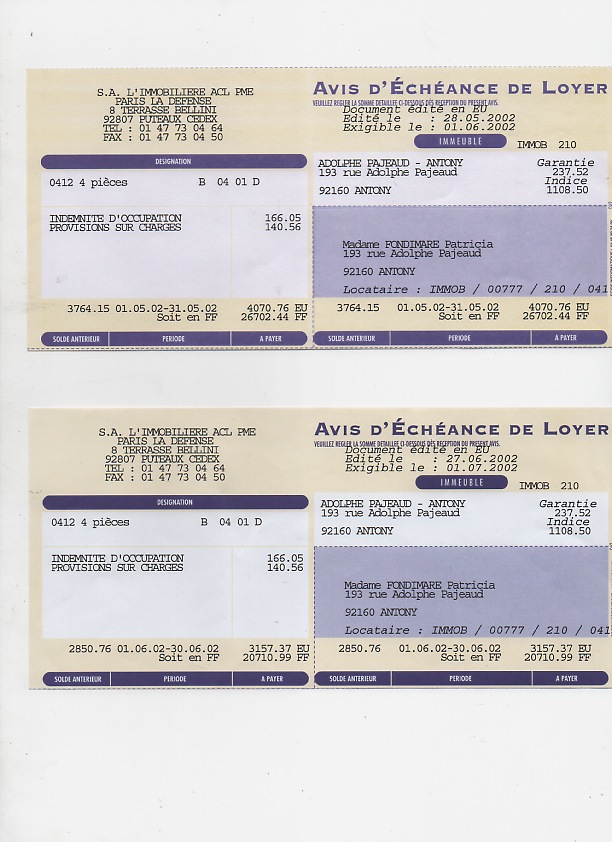 S.A. L'IMMOBILIERE ACL PME
PARIS LA DEFENSE
8 TERRASSE BELLINI
92807 PUTEAUX CEDEX
TEL : 01 47 73 04 64
FAX : 01 47 73 04 50
DESIGNATION
0412 4 pièces B 04 01 D
INDEMNITE D'OCCUPATION 166.05
PROVISIONS SUR CHARGES 140.56
3764.15 01.05.02-31.05.02 4070.76 EU
Soit en FF 26702.44 FF
SOLDE ANTERIEUR PERIODE A PAYER
AVIS D'ÉCHÉANCE DE LOYER
VEUILLEZ REGLER LA SOMME DETAILLEE CI-DESSOUS DES RECEPTION DU PRESENT AVIS.
Document édité en EU
Edité le : 28.05.2002
Exigible le : 01.06.2002
IMMEUBLE IMMOB 210
ADOLPHE PAJEAUD - ANTONY Garantie
193 rue Adolphe Pajeaud 237.52
Indice
92160 ANTONY 1108.50
Madame FONDIMARE Patricia
193 rue Adolphe Pajeaud
92160 ANTONY
Locataire : IMMOB / 00777 / 210 / 041
3764.15 01.05.02-31.05.02 4070.76 EU
Soit en FF 26702.44 FF
SOLDE ANTERIEUR PERIODE A PAYER
S.A. L'IMMOBILIERE ACL PME
PARIS LA DEFENSE
8 TERRASSE BELLINI
92807 PUTEAUX CEDEX
TEL : 01 47 73 04 64
FAX : 01 47 73 04 50
DESIGNATION
0412 4 pièces B 04 01 D
INDEMNITE D'OCCUPATION 166.05
PROVISIONS SUR CHARGES 140.56
2850.76 01.06.02-30.06.02 3157.37 EU
Soit en FF 20710.99 FF
SOLDE ANTERIEUR PERIODE A PAYER
AVIS D'ÉCHÉANCE DE LOYER
VEUILLEZ REGLER LA SOMME DETAILLEE CI-DESSOUS DES RECEPTION DU PRESENT AVIS.
Document édité en EU
Edité le : 27.06.2002
Exigible le : 01.07.2002
IMMEUBLE IMMOB 210
ADOLPHE PAJEAUD - ANTONY Garantie
193 rue Adolphe Pajeaud 237.52
Indice
92160 ANTONY 1108.50
Madame FONDIMARE Patricia
193 rue Adolphe Pajeaud
92160 ANTONY
Locataire : IMMOB / 00777 / 210 / 041
2850.76 01.06.02-30.06.02 3157.37 EU
Soit en FF 20710.99 FF
SOLDE ANTERIEUR PERIODE A PAYER